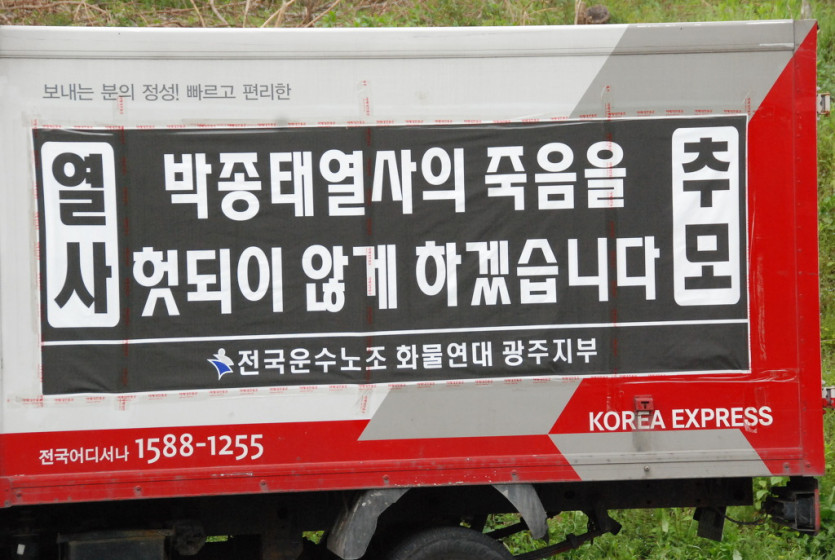 보내는 분의 정성! 빠르고 편리한
열사
박종태열사의 죽음을
헛되이 않게 하겠습니다
추모
전국운수노조 화물연대 광주지부
KOREA EXPRESS
전국어디서나 1588-1255